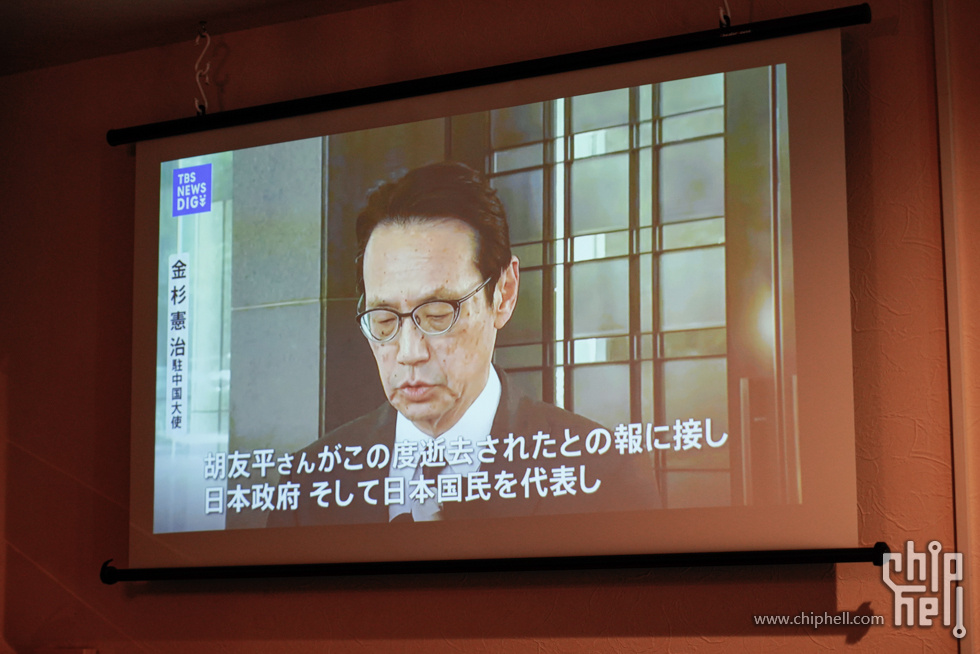 TBS
NEWS
DIG
金杉憲治駐中国大使
胡友平さんがこの度逝去されたとの報に接し
日本政府 そして日本国民を代表し
www.chiphell.com
chip
hell